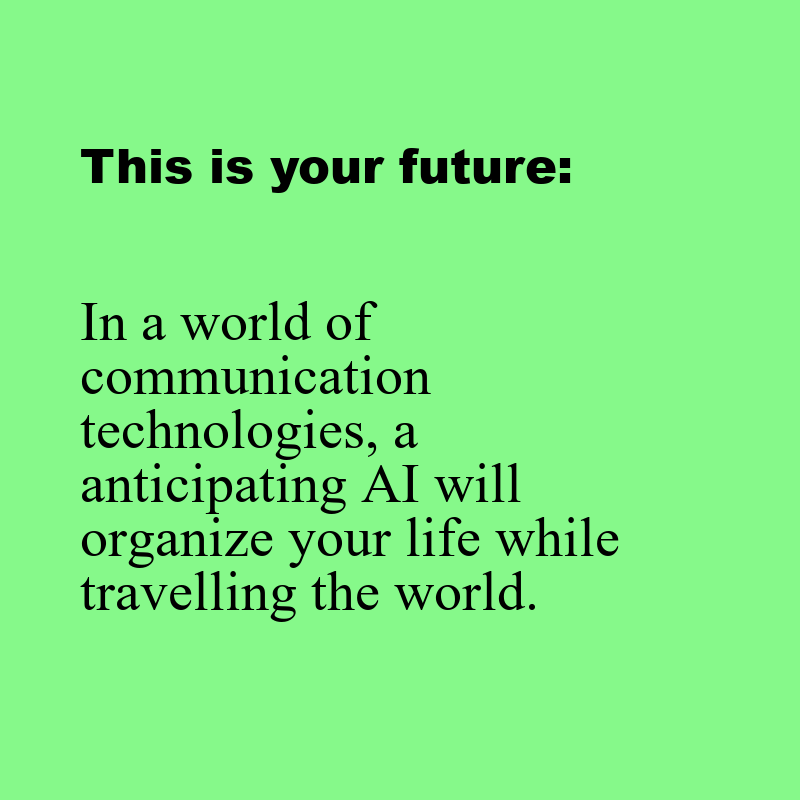 This is your future:
In a world of
communication
technologies, a
anticipating AI will
organize your life while
travelling the world.